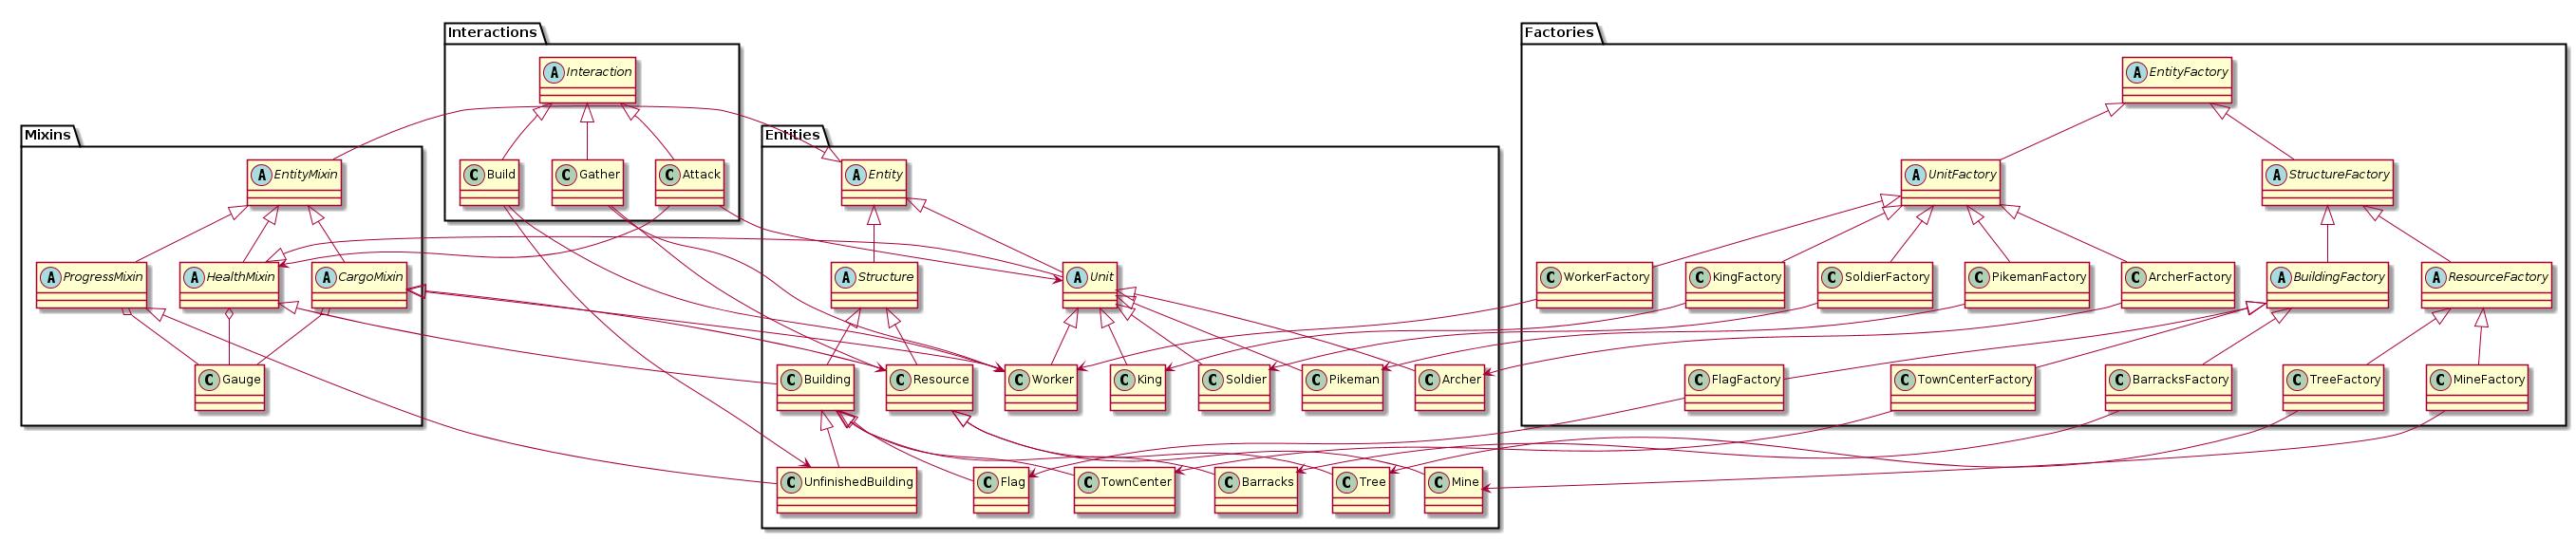 Interactions
Factories
A Interaction
A EntityFactory
Mixins
Entities
A EntityMixin
C Build
C Gather
C Attack
A Entity
A UnitFactory
A StructureFactory
A ProgressMixin
A HealthMixin
A CargoMixin
A Structure
A Unit
C WorkerFactory
C KingFactory
C SoldierFactory
C PikemanFactory
C ArcherFactory
A BuildingFactory
A ResourceFactory
C Gauge
C Building
C Resource
C Worker
C King
C Soldier
C Pikeman
C Archer
C FlagFactory
C TownCenterFactory
C BarracksFactory
C TreeFactory
C MineFactory
C UnfinishedBuilding
C Flag
C TownCenter
C Barracks
C Tree
C Mine